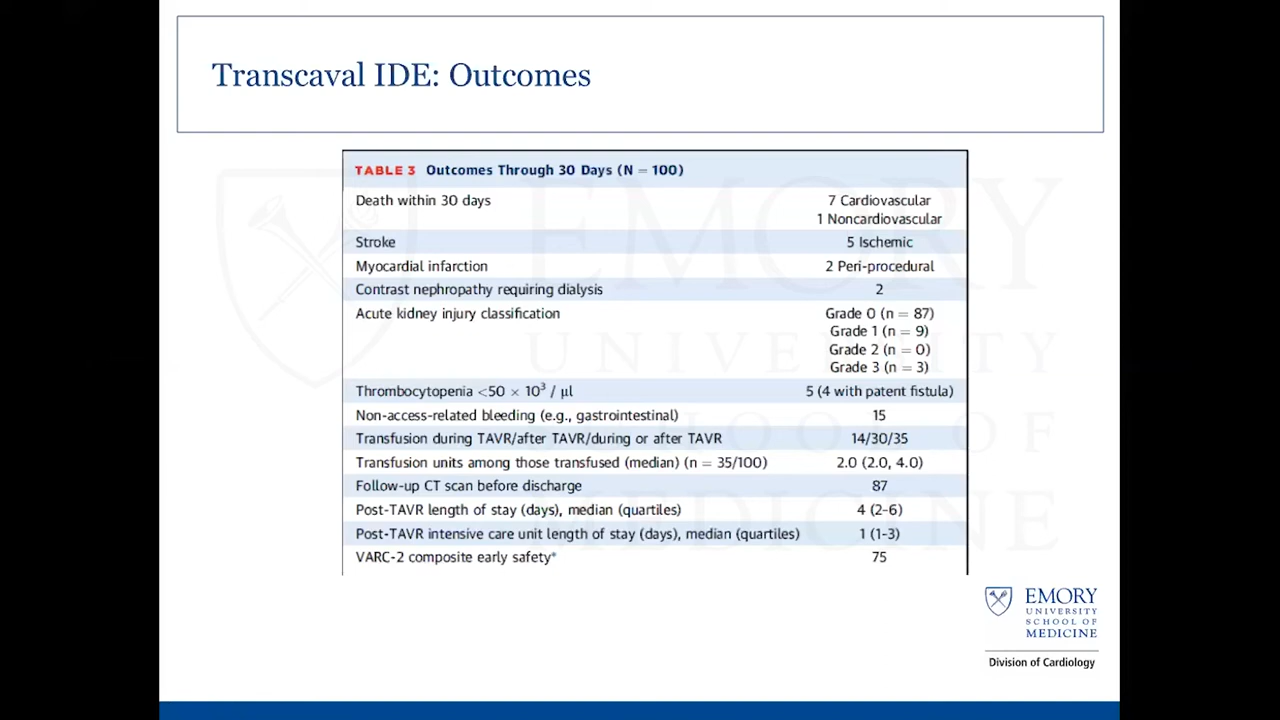 Transcaval IDE: Outcomes
TABLE 3 Outcomes Through 30 Days (N = 100)
Death within 30 days 7 Cardiovascular
1 Noncardiovascular
Stroke 5 Ischemic
Myocardial infarction 2 Peri-procedural
Contrast nephropathy requiring dialysis 2
Acute kidney injury classification Grade 0 (n = 87)
Grade 1 (n = 9)
Grade 2 (n = 0)
Grade 3 (n = 3)
Thrombocytopenia <50 × 10³ / μl 5 (4 with patent fistula)
Non-access-related bleeding (e.g., gastrointestinal) 15
Transfusion during TAVR/after TAVR/during or after TAVR 14/30/35
Transfusion units among those transfused (median) (n = 35/100) 2.0 (2.0, 4.0)
Follow-up CT scan before discharge 87
Post-TAVR length of stay (days), median (quartiles) 4 (2–6)
Post-TAVR intensive care unit length of stay (days), median (quartiles) 1 (1–3)
VARC-2 composite early safety* 75
EMORY
UNIVERSITY
SCHOOL OF
MEDICINE
EMORY
UNIVERSITY
SCHOOL OF
MEDICINE
Division of Cardiology